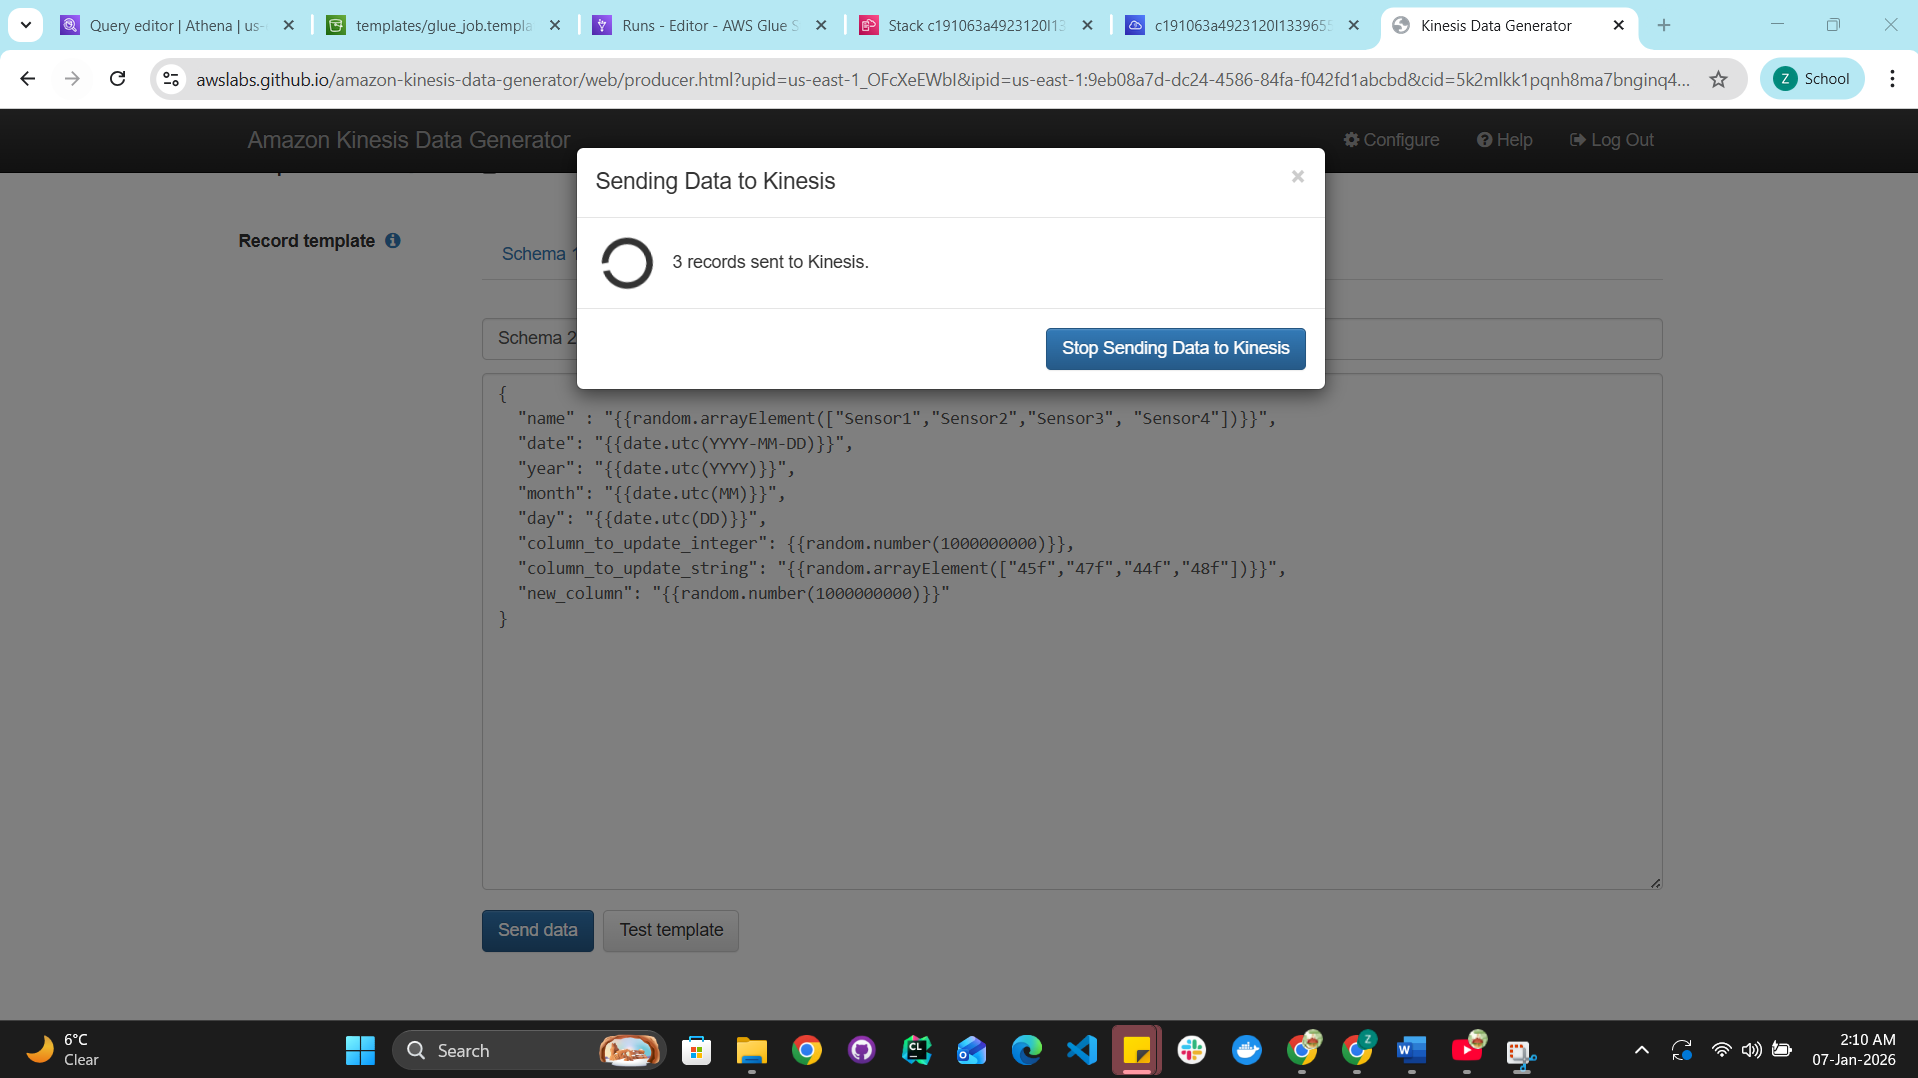 Query editor | Athena | us-e
templates/glue_job.templa
Runs - Editor - AWS Glue S
Stack c191063a4923120l13
c191063a4923120l1339655
Kinesis Data Generator
awslabs.github.io/amazon-kinesis-data-generator/web/producer.html?upid=us-east-1_OFcXeEWbI&ipid=us-east-1:9eb08a7d-dc24-4586-84fa-f042fd1abcbd&cid=5k2mlkk1pqnh8ma7bnginq4...
Z School
Amazon Kinesis Data Generator
Configure
Help
Log Out
Sending Data to Kinesis
×
3 records sent to Kinesis.
Stop Sending Data to Kinesis
Record template
Schema 1
Schema 2
{
"name" : "{{random.arrayElement(["Sensor1","Sensor2","Sensor3", "Sensor4"])}}",
"date": "{{date.utc(YYYY-MM-DD)}}",
"year": "{{date.utc(YYYY)}}",
"month": "{{date.utc(MM)}}",
"day": "{{date.utc(DD)}}",
"column_to_update_integer": {{random.number(1000000000)}},
"column_to_update_string": "{{random.arrayElement(["45f","47f","44f","48f"])}}",
"new_column": "{{random.number(1000000000)}}"
}
Send data
Test template
6°C
Clear
Search
2:10 AM
07-Jan-2026